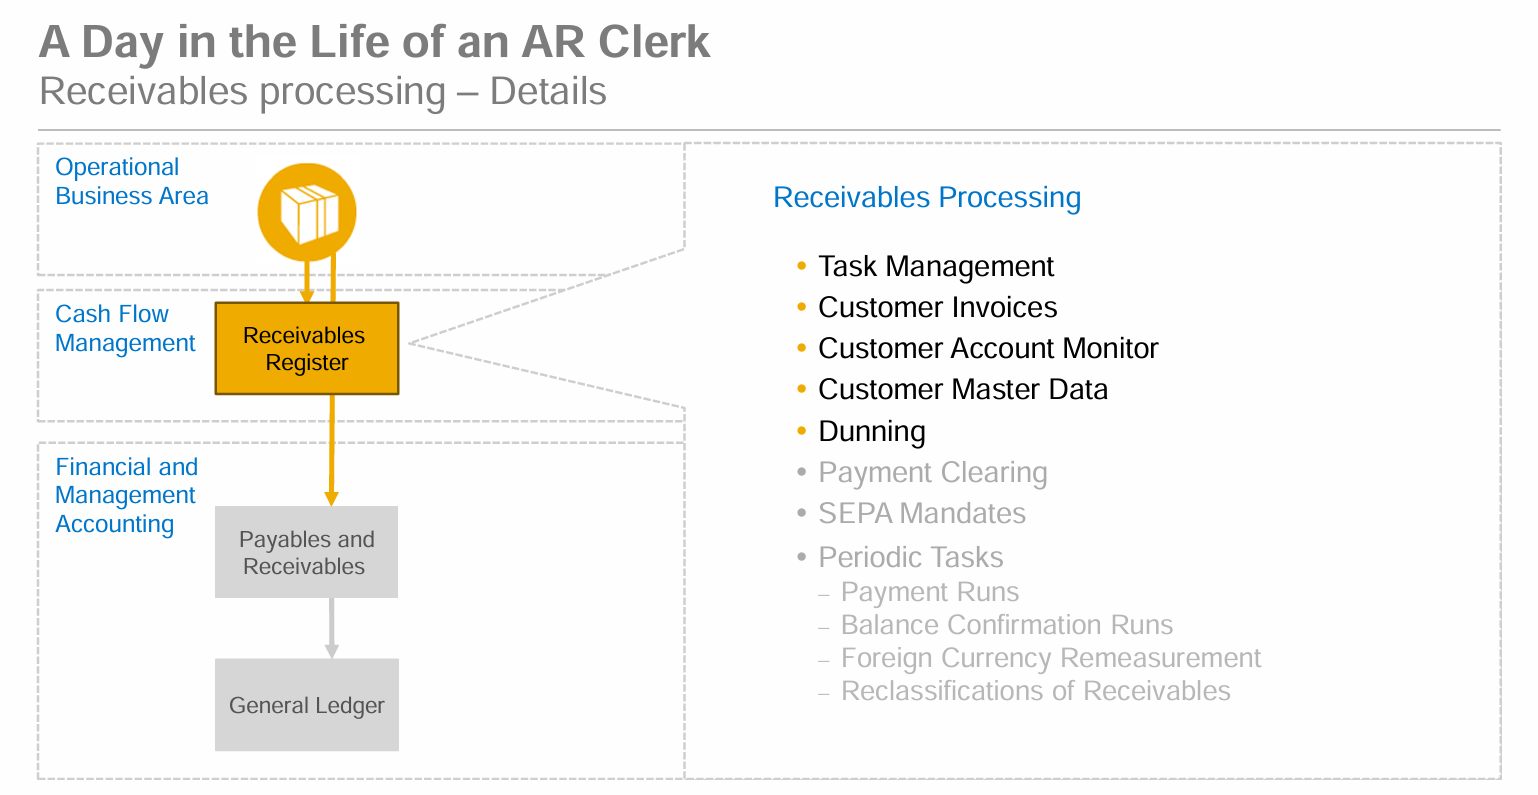 A Day in the Life of an AR Clerk
Receivables processing – Details
Operational
Business Area
Cash Flow
Management
Receivables
Register
Financial and
Management
Accounting
Payables and
Receivables
General Ledger
Receivables Processing
• Task Management
• Customer Invoices
• Customer Account Monitor
• Customer Master Data
• Dunning
• Payment Clearing
• SEPA Mandates
• Periodic Tasks
– Payment Runs
– Balance Confirmation Runs
– Foreign Currency Remeasurement
– Reclassifications of Receivables